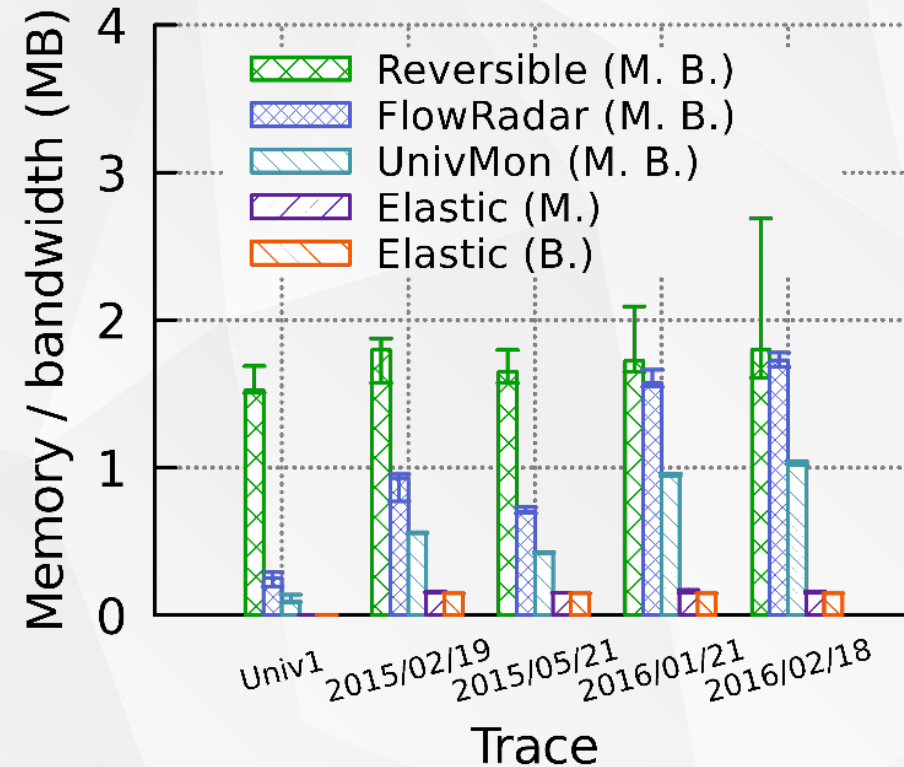 Memory / bandwidth (MB)
4
3
2
1
0
Reversible (M. B.)
FlowRadar (M. B.)
UnivMon (M. B.)
Elastic (M.)
Elastic (B.)
Univ1
2015/02/19
2015/05/21
2016/01/21
2016/02/18
Trace